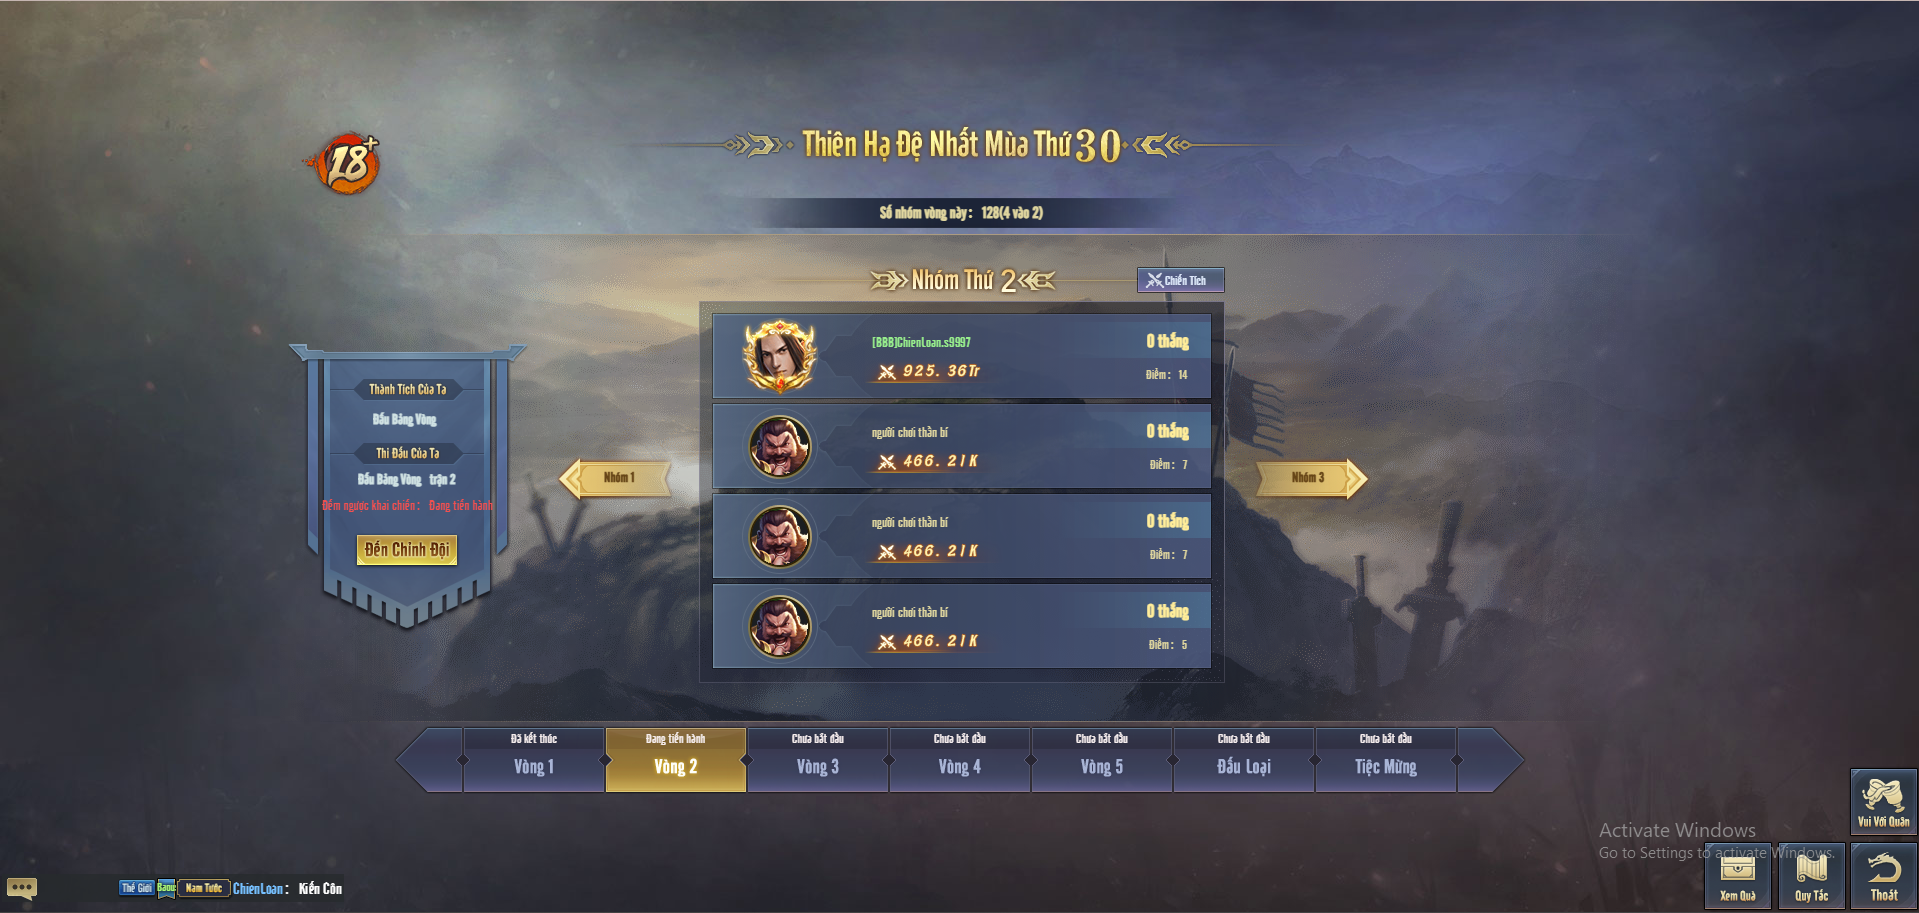 18+
Thiên Hạ Đệ Nhất Mùa Thứ 30
Số nhóm vòng này: 128(4 vào 2)
Nhóm Thứ 2
Chiến Tích
[BBB]ChienLoan.s9997
0 thắng
925.36Tr
Điểm: 14
người chơi thần bí
0 thắng
466.21K
Điểm: 7
người chơi thần bí
0 thắng
466.21K
Điểm: 7
người chơi thần bí
0 thắng
466.21K
Điểm: 5
Thành Tích Của Ta
Đấu Bảng Vòng
Thi Đấu Của Ta
Đấu Bảng Vòng trận 2
Đếm ngược khai chiến: Đang tiến hành
Đến Chỉnh Đội
Nhóm 1
Nhóm 3
Đã kết thúc
Vòng 1
Đang tiến hành
Vòng 2
Chưa bắt đầu
Vòng 3
Chưa bắt đầu
Vòng 4
Chưa bắt đầu
Vòng 5
Chưa bắt đầu
Đấu Loại
Chưa bắt đầu
Tiệc Mừng
Vui Với Quân
Activate Windows
Go to Settings to activate Windows.
Xem Quà
Quy Tắc
Thoát
Thế Giới Baou Nam Tước ChienLoan: Kiến Côn